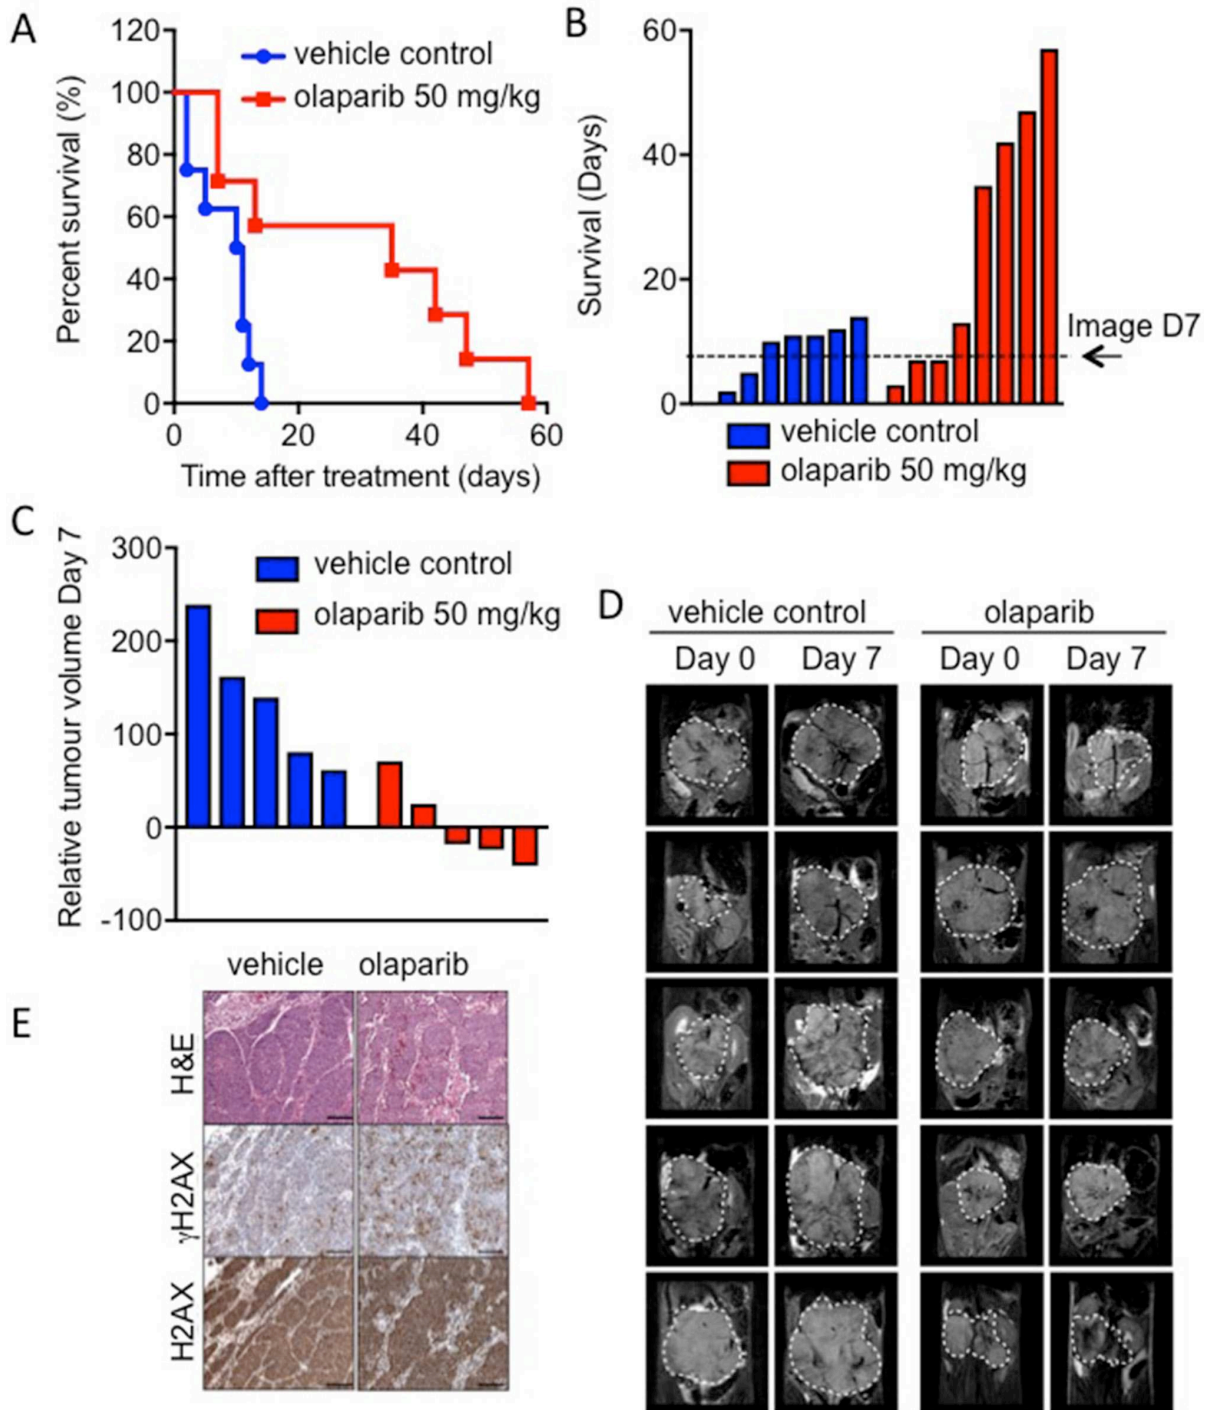 A
120
100
80
60
40
20
0
Percent survival (%)
vehicle control
olaparib 50 mg/kg
0 20 40 60
Time after treatment (days)
B
60
40
20
0
Survival (Days)
Image D7
vehicle control
olaparib 50 mg/kg
C
300
200
100
0
-100
Relative tumour volume Day 7
vehicle control
olaparib 50 mg/kg
D
vehicle control olaparib
Day 0 Day 7 Day 0 Day 7
E
vehicle olaparib
H&E
γH2AX
H2AX